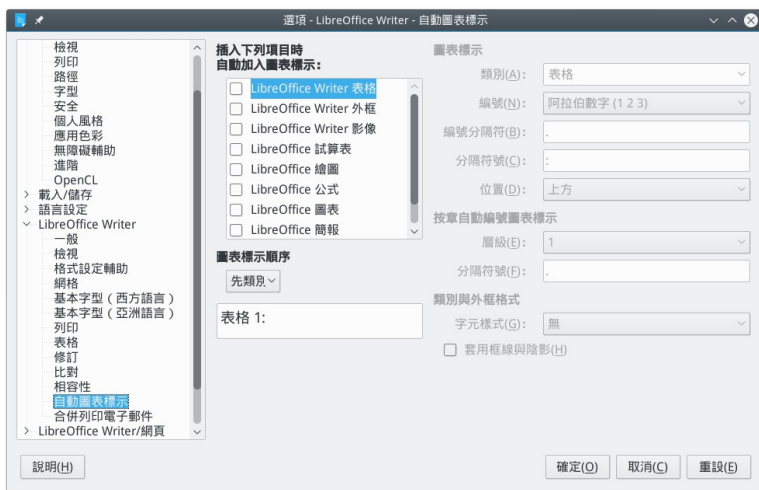 選項 - LibreOffice Writer - 自動圖表標示
檢視
列印
路徑
字型
安全
個人風格
應用色彩
無障礙輔助
進階
OpenCL
載入/儲存
語言設定
LibreOffice Writer
一般
檢視
格式設定輔助
網格
基本字型（西方語言）
基本字型（亞洲語言）
列印
表格
修訂
比對
相容性
自動圖表標示
合併列印電子郵件
LibreOffice Writer/網頁
插入下列項目時
自動加入圖表標示：
LibreOffice Writer 表格
LibreOffice Writer 外框
LibreOffice Writer 影像
LibreOffice 試算表
LibreOffice 繪圖
LibreOffice 公式
LibreOffice 圖表
LibreOffice 簡報
圖表標示順序
先類別
表格 1:
圖表標示
類別(A)： 表格
編號(N)： 阿拉伯數字 (1 2 3)
編號分隔符(B)： .
分隔符號(C)： :
位置(D)： 上方
按章自動編號圖表標示
層級(E)： 1
分隔符號(F)： .
類別與外框格式
字元樣式(G)： 無
套用框線與陰影(H)
說明(H)
確定(O) 取消(C) 重設(E)